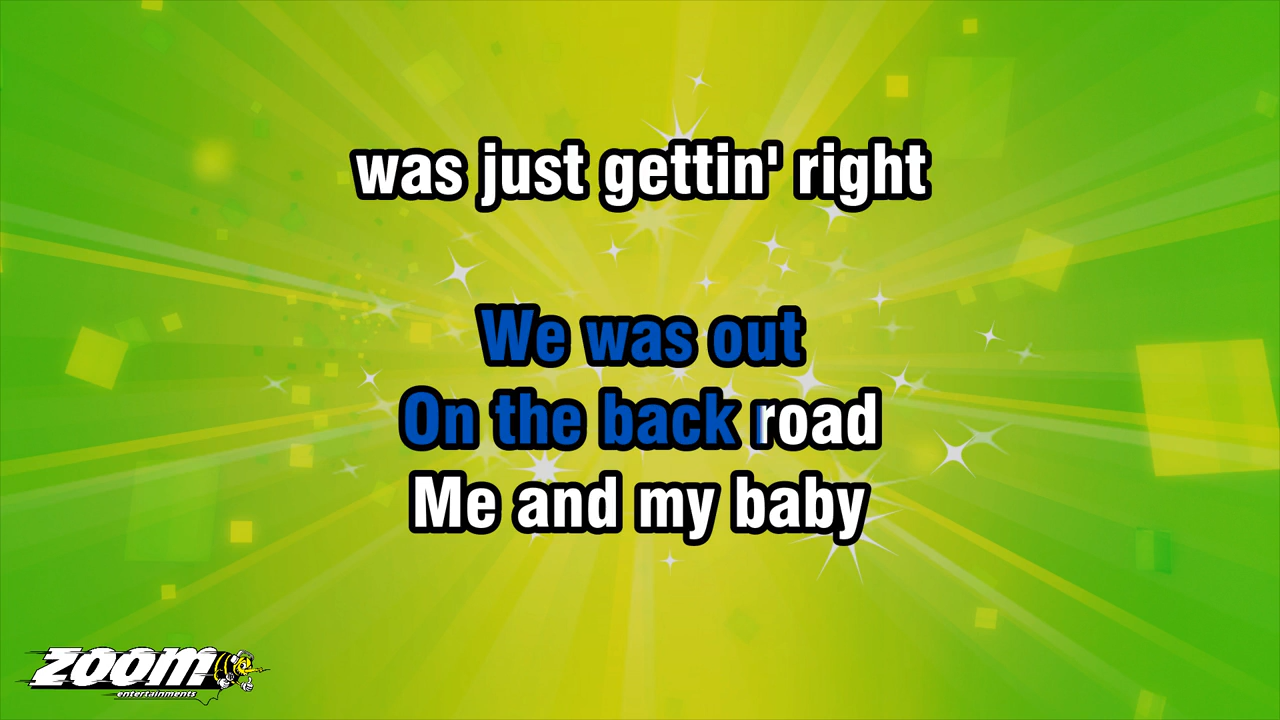 was just gettin' right
We was out
On the back road
Me and my baby
zoom
entertainments